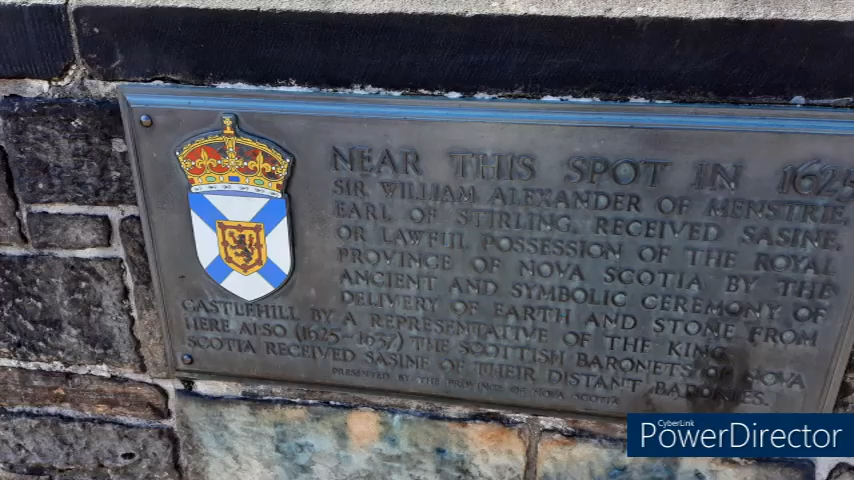 NEAR THIS SPOT IN 1625
SIR WILLIAM ALEXANDER OF MENSTRIE,
EARL OF STIRLING, RECEIVED SASINE,
OR LAWFUL POSSESSION OF THE ROYAL
PROVINCE OF NOVA SCOTIA BY THE
ANCIENT AND SYMBOLIC CEREMONY OF
DELIVERY OF EARTH AND STONE FROM
CASTLEHILL BY A REPRESENTATIVE OF THE KING.
HERE ALSO (1625-1637) THE SCOTTISH BARONETS OF NOVA
SCOTIA RECEIVED SASINE OF THEIR DISTANT BARONIES.
PRESENTED BY THE PROVINCE OF NOVA SCOTIA
CyberLink
PowerDirector